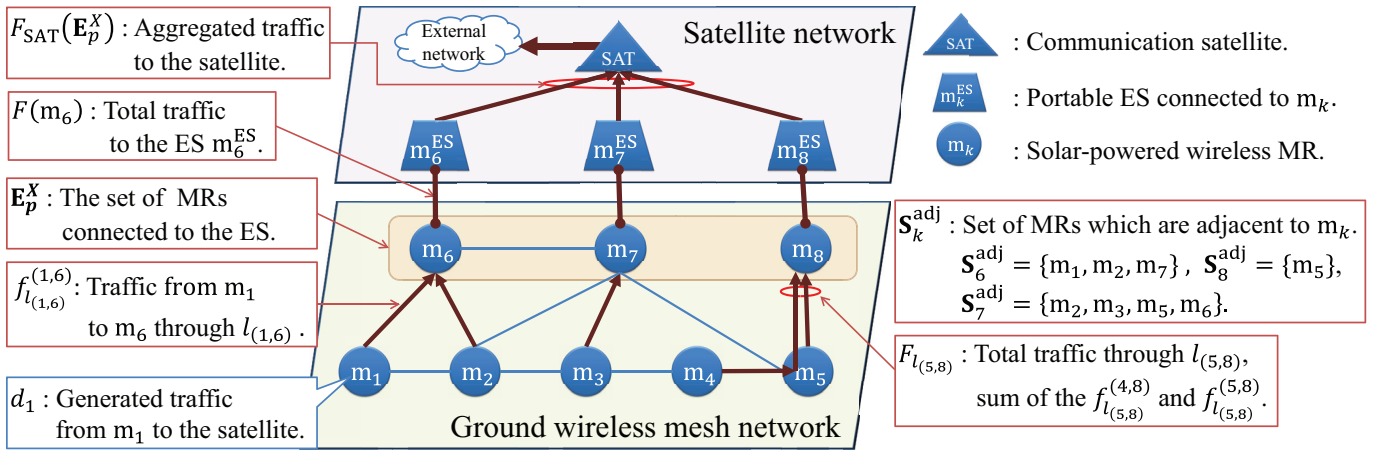 F_SAT(E_p^X) : Aggregated traffic
to the satellite.
F(m_6) : Total traffic
to the ES m_6^ES.
E_p^X : The set of MRs
connected to the ES.
f_{l_(1,6)}^(1,6) : Traffic from m_1
to m_6 through l_(1,6) .
d_1 : Generated traffic
from m_1 to the satellite.
External
network
Satellite network
SAT
m_6^ES
m_7^ES
m_8^ES
m_6
m_7
m_8
m_1
m_2
m_3
m_4
m_5
Ground wireless mesh network
SAT : Communication satellite.
m_k^ES : Portable ES connected to m_k.
m_k : Solar-powered wireless MR.
S_k^adj : Set of MRs which are adjacent to m_k.
S_6^adj = {m_1, m_2, m_7} , S_8^adj = {m_5},
S_7^adj = {m_2, m_3, m_5, m_6}.
F_{l_(5,8)} : Total traffic through l_(5,8),
sum of the f_{l_(5,8)}^(4,8) and f_{l_(5,8)}^(5,8).